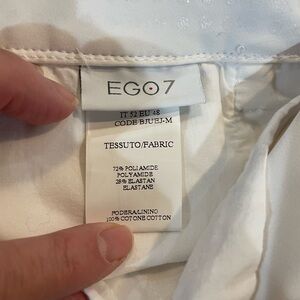 EGO7
IT 52 EU 48
CODE BJUEJ-M
TESSUTO/FABRIC
72% POLIAMIDE
POLYAMIDE
28% ELASTAN
ELASTANE
FODERA/LINING
100% COTONE COTTON